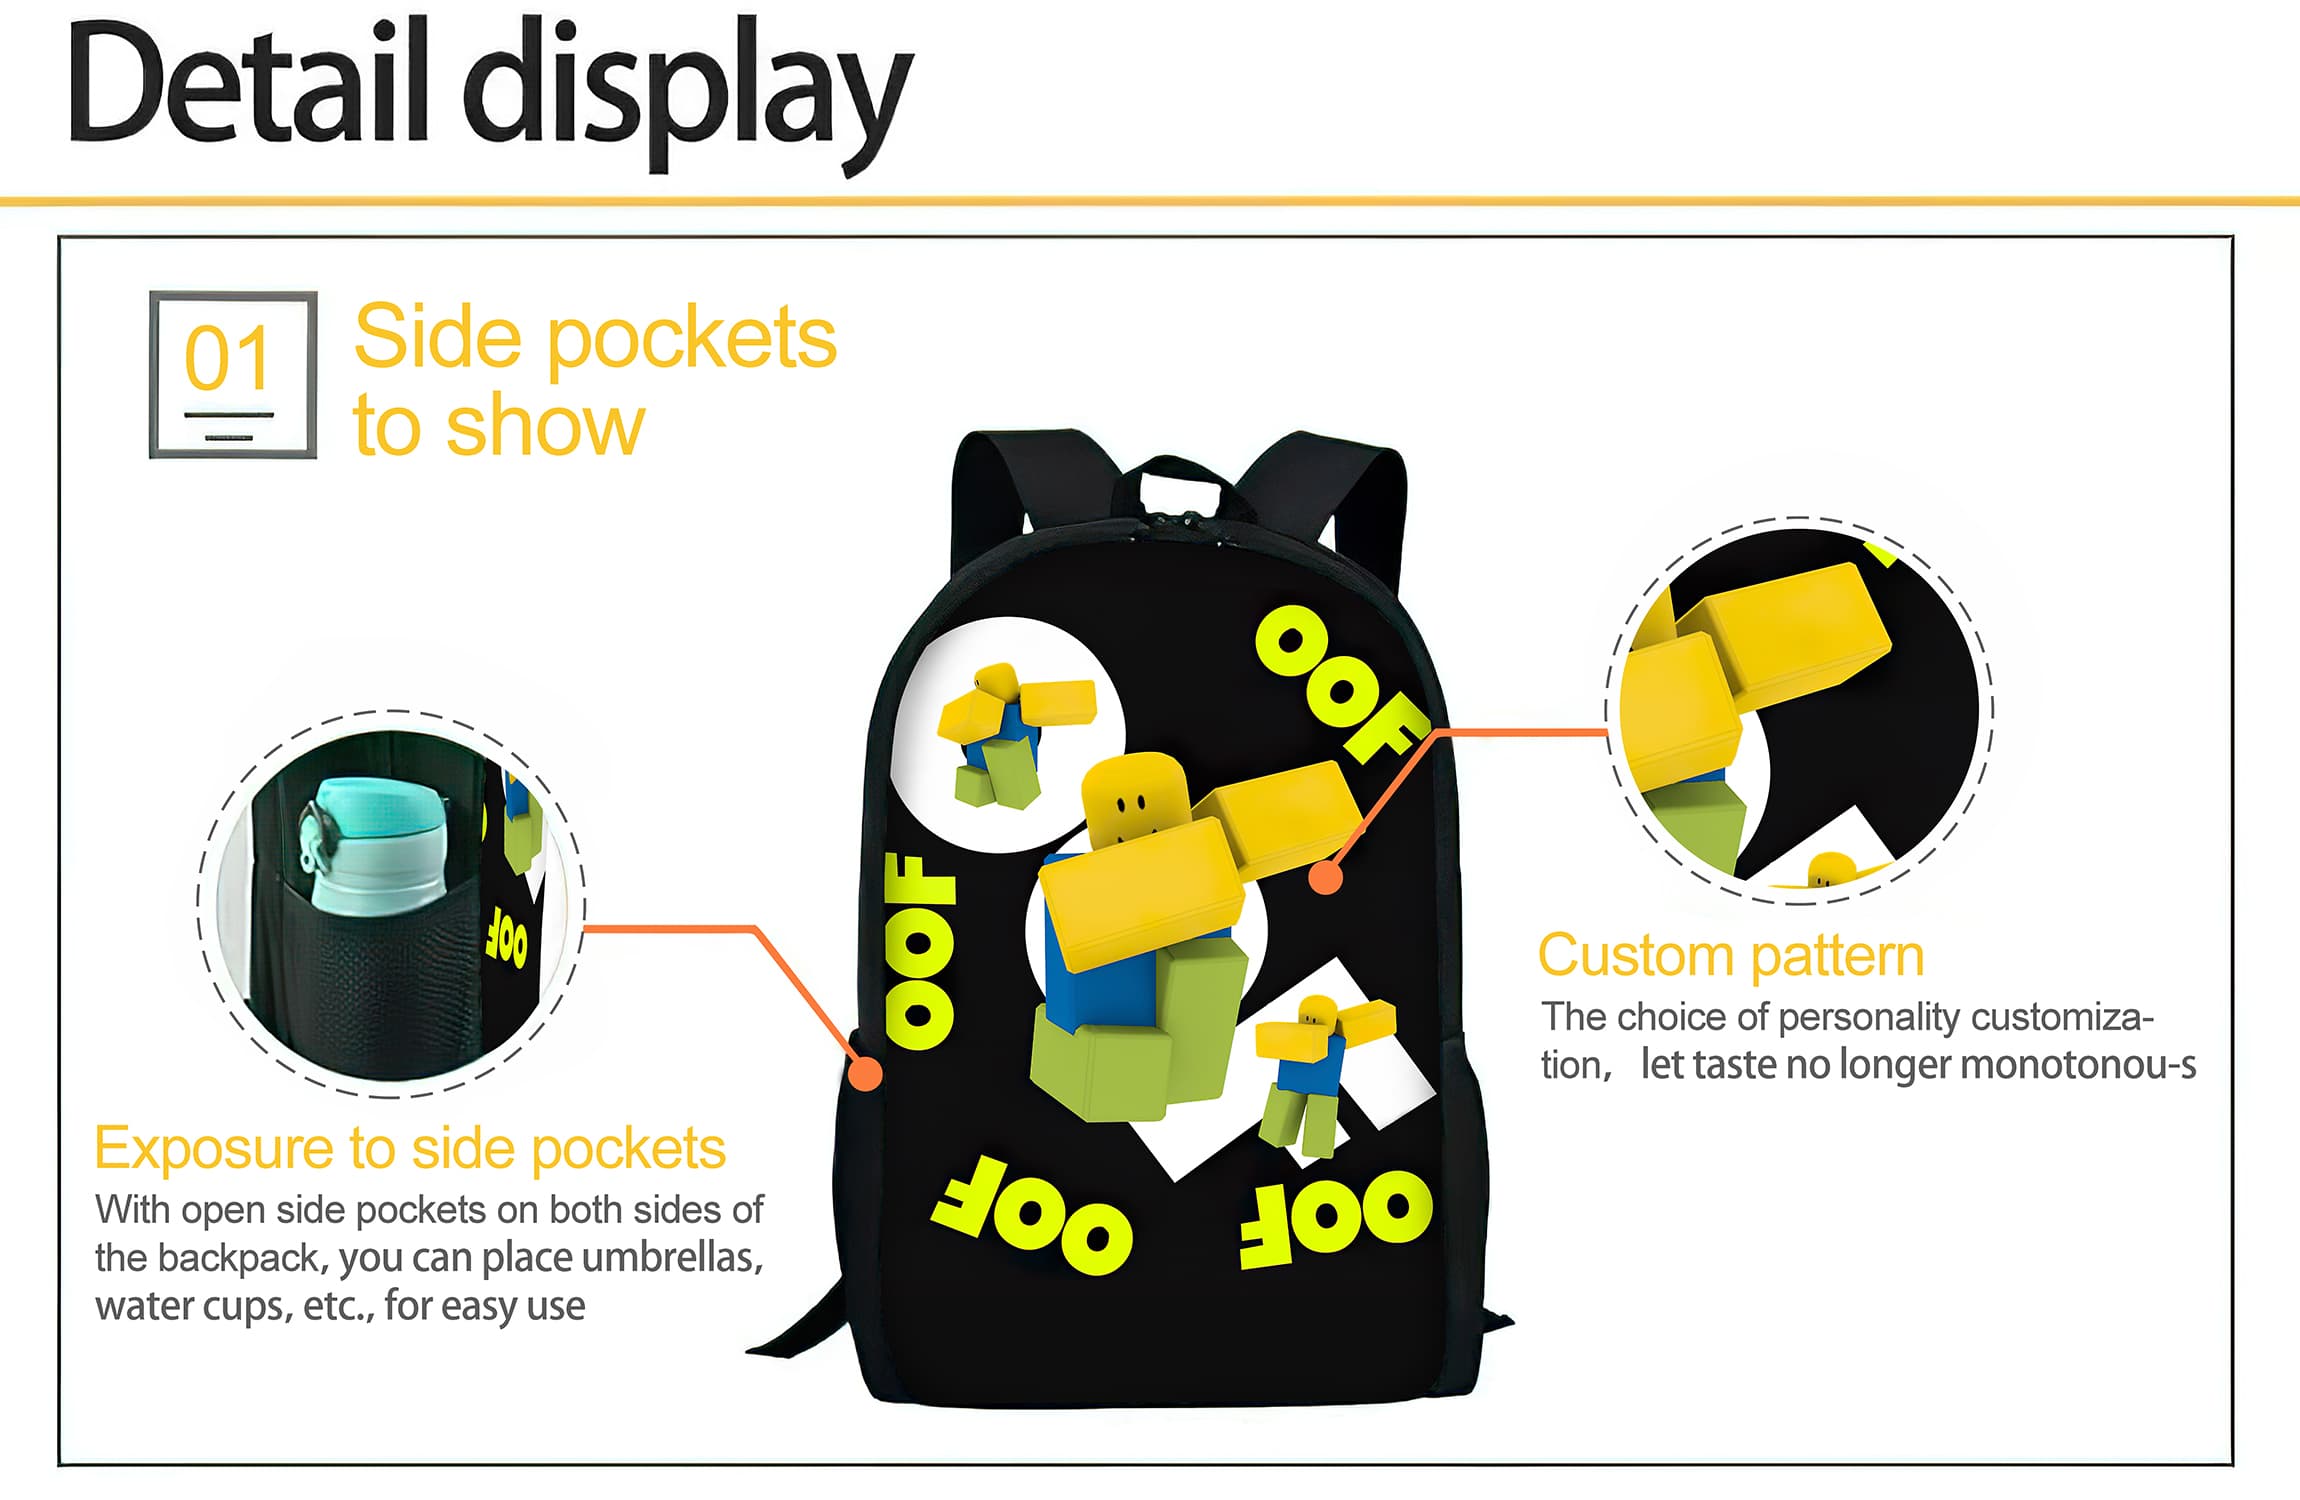 Detail display
01
Side pockets
to show
OOF
OOF
OOF
OOF
OOF
Exposure to side pockets
With open side pockets on both sides of
the backpack, you can place umbrellas,
water cups, etc., for easy use
Custom pattern
The choice of personality customiza-
tion, let taste no longer monotonou-s